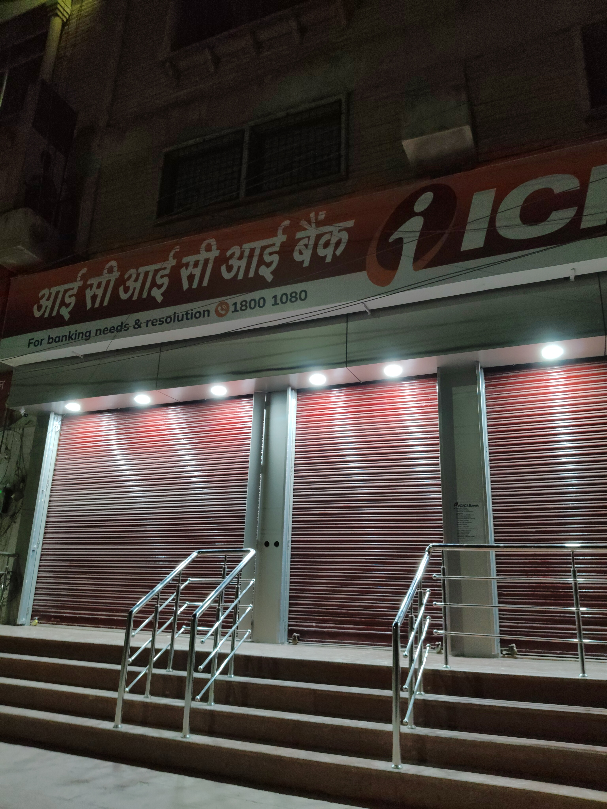 आई सी आई सी आई बैंक
ICI
For banking needs & resolution 1800 1080